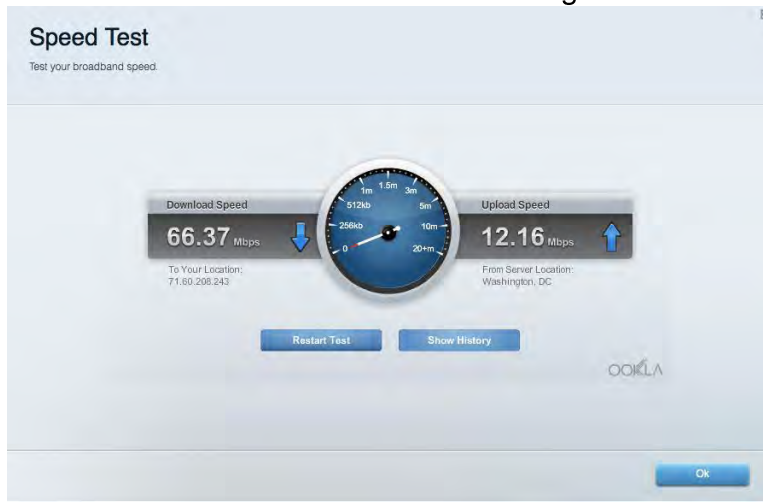 Speed Test
Test your broadband speed.
1.5m
1m
3m
512kb
5m
256kb
10m
0
20+m
Download Speed
66.37 Mbps
To Your Location:
71.60.208.243
Upload Speed
12.16 Mbps
From Server Location:
Washington, DC
Restart Test
Show History
OOKLA
Ok